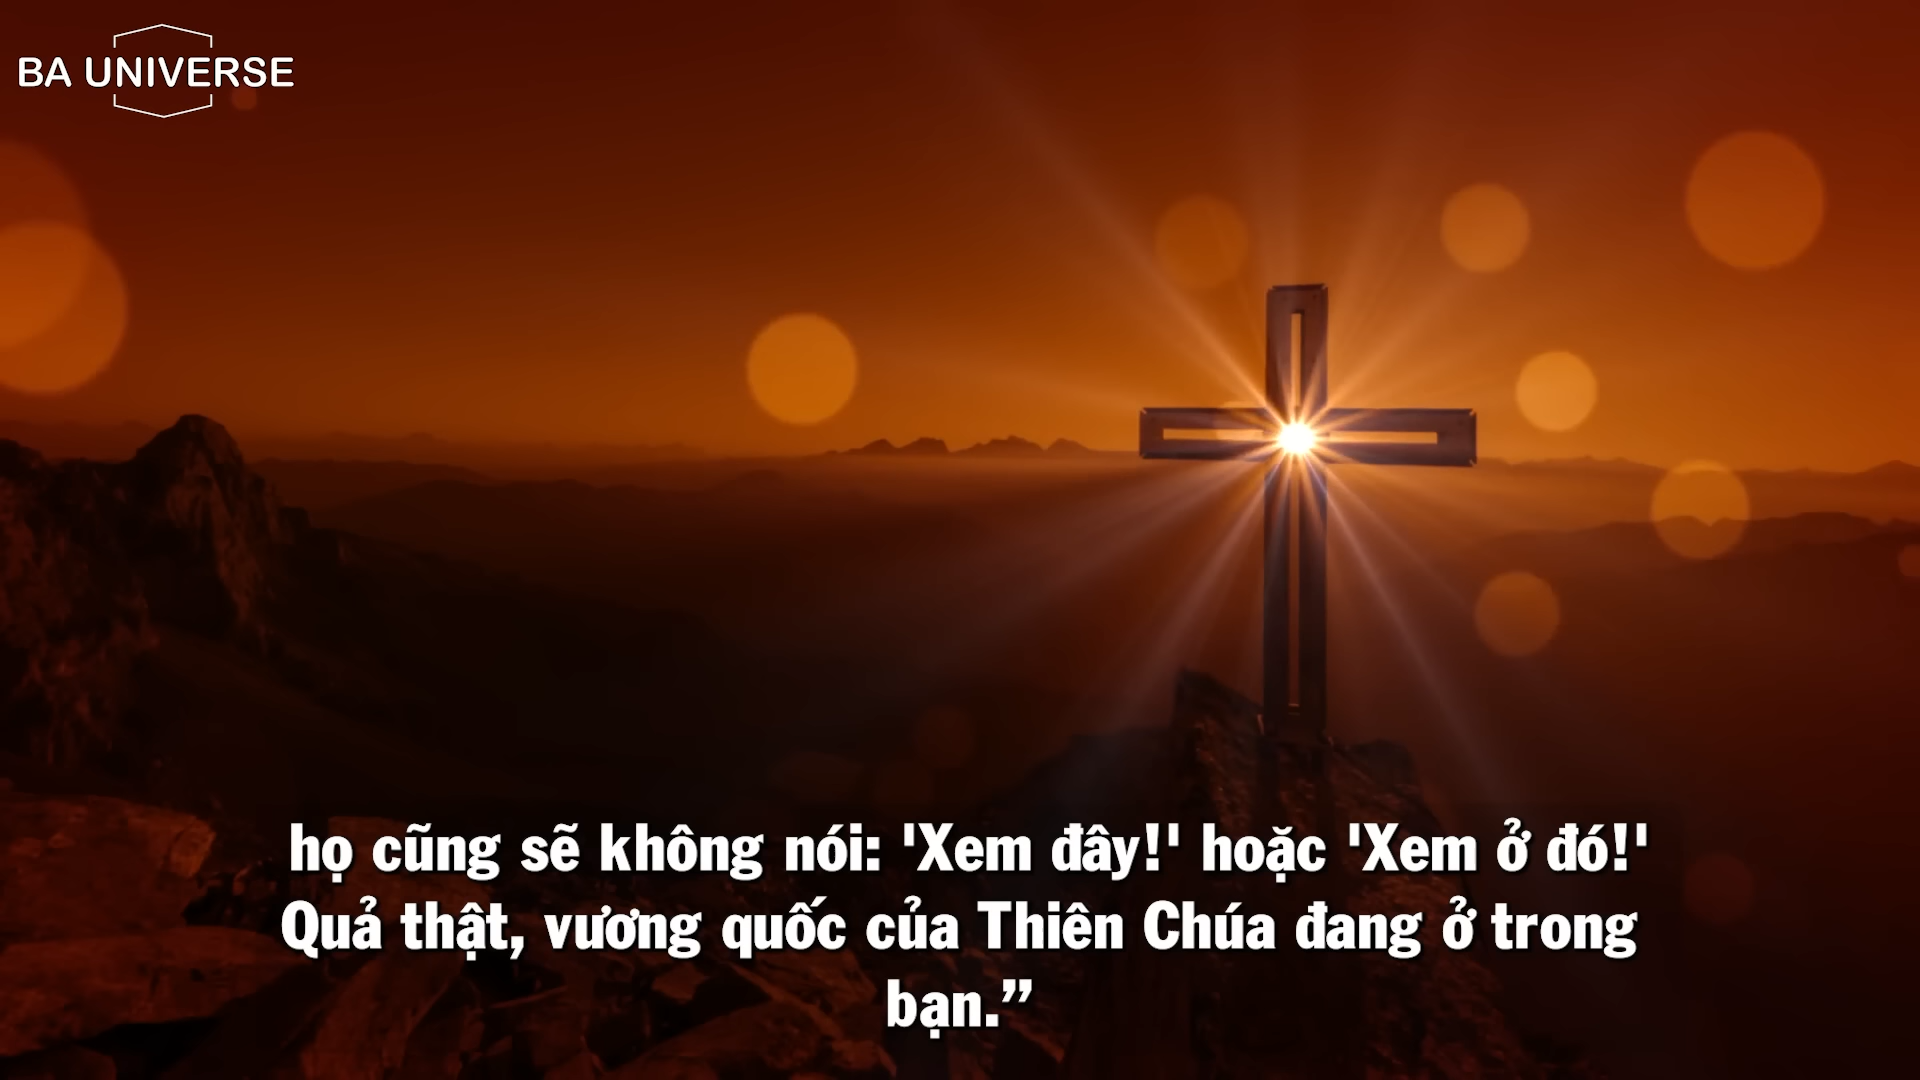 BA UNIVERSE
họ cũng sẽ không nói: 'Xem đây!' hoặc 'Xem ở đó!'
Quả thật, vương quốc của Thiên Chúa đang ở trong
bạn.”